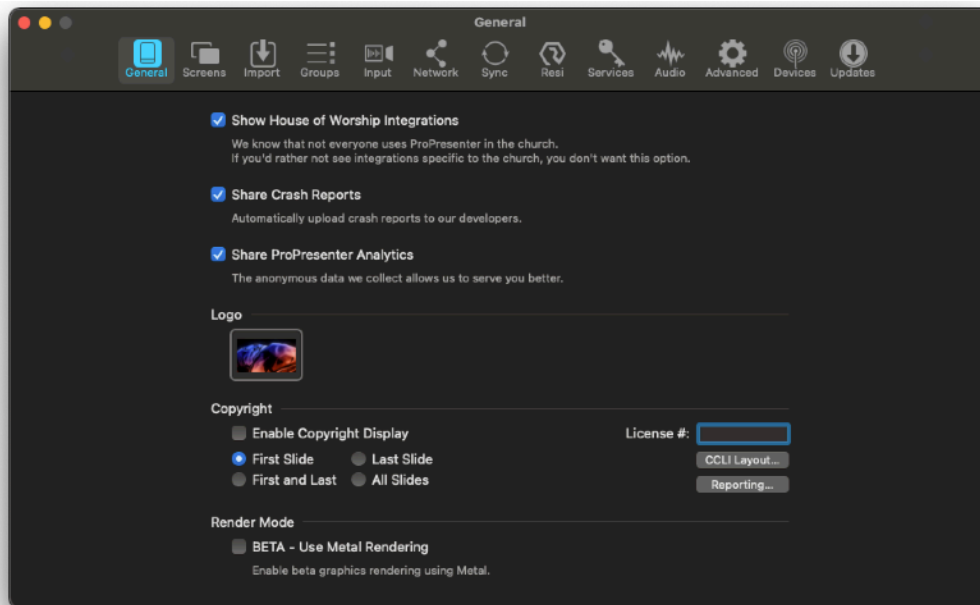 General
General Screens Import Groups Input Network Sync Resi Services Audio Advanced Devices Updates
Show House of Worship Integrations
We know that not everyone uses ProPresenter in the church.
If you'd rather not see integrations specific to the church, you don't want this option.
Share Crash Reports
Automatically upload crash reports to our developers.
Share ProPresenter Analytics
The anonymous data we collect allows us to serve you better.
Logo
Copyright
Enable Copyright Display License #:
First Slide Last Slide CCLI Layout...
First and Last All Slides Reporting...
Render Mode
BETA - Use Metal Rendering
Enable beta graphics rendering using Metal.